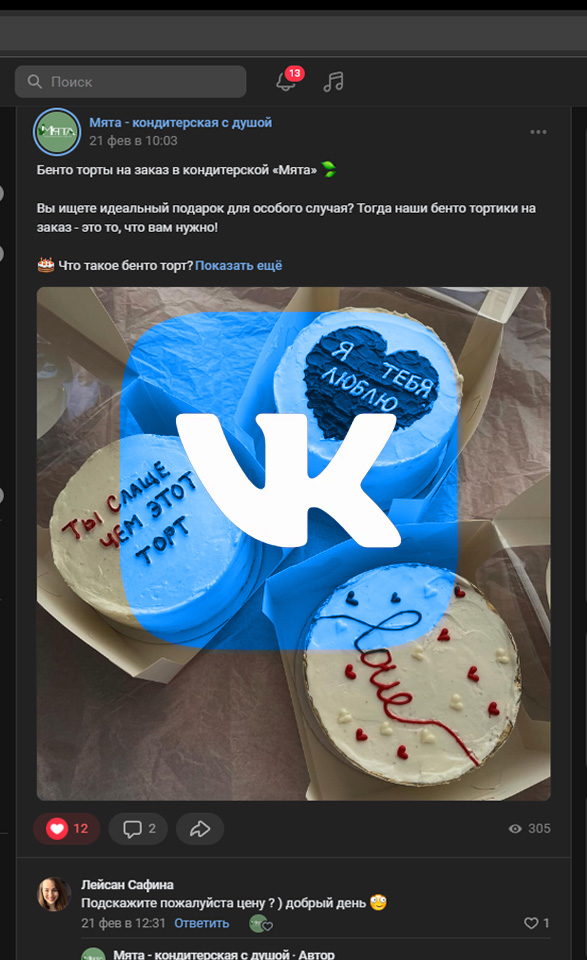 Поиск
13
Мята - кондитерская с душой
21 фев в 10:03
Бенто торты на заказ в кондитерской «Мята»
Вы ищете идеальный подарок для особого случая? Тогда наши бенто тортики на
заказ - это то, что вам нужно!
Что такое бенто торт? Показать ещё
Я ТЕБЯ
ЛЮБЛЮ
ТЫ СЛАЩЕ
ЧЕМ ЭТОТ
ТОРТ
VK
love
12
2
305
Лейсан Сафина
Подскажите пожалуйста цену ? ) добрый день
21 фев в 12:31 Ответить
1
Мята - кондитерская с душой · Автор